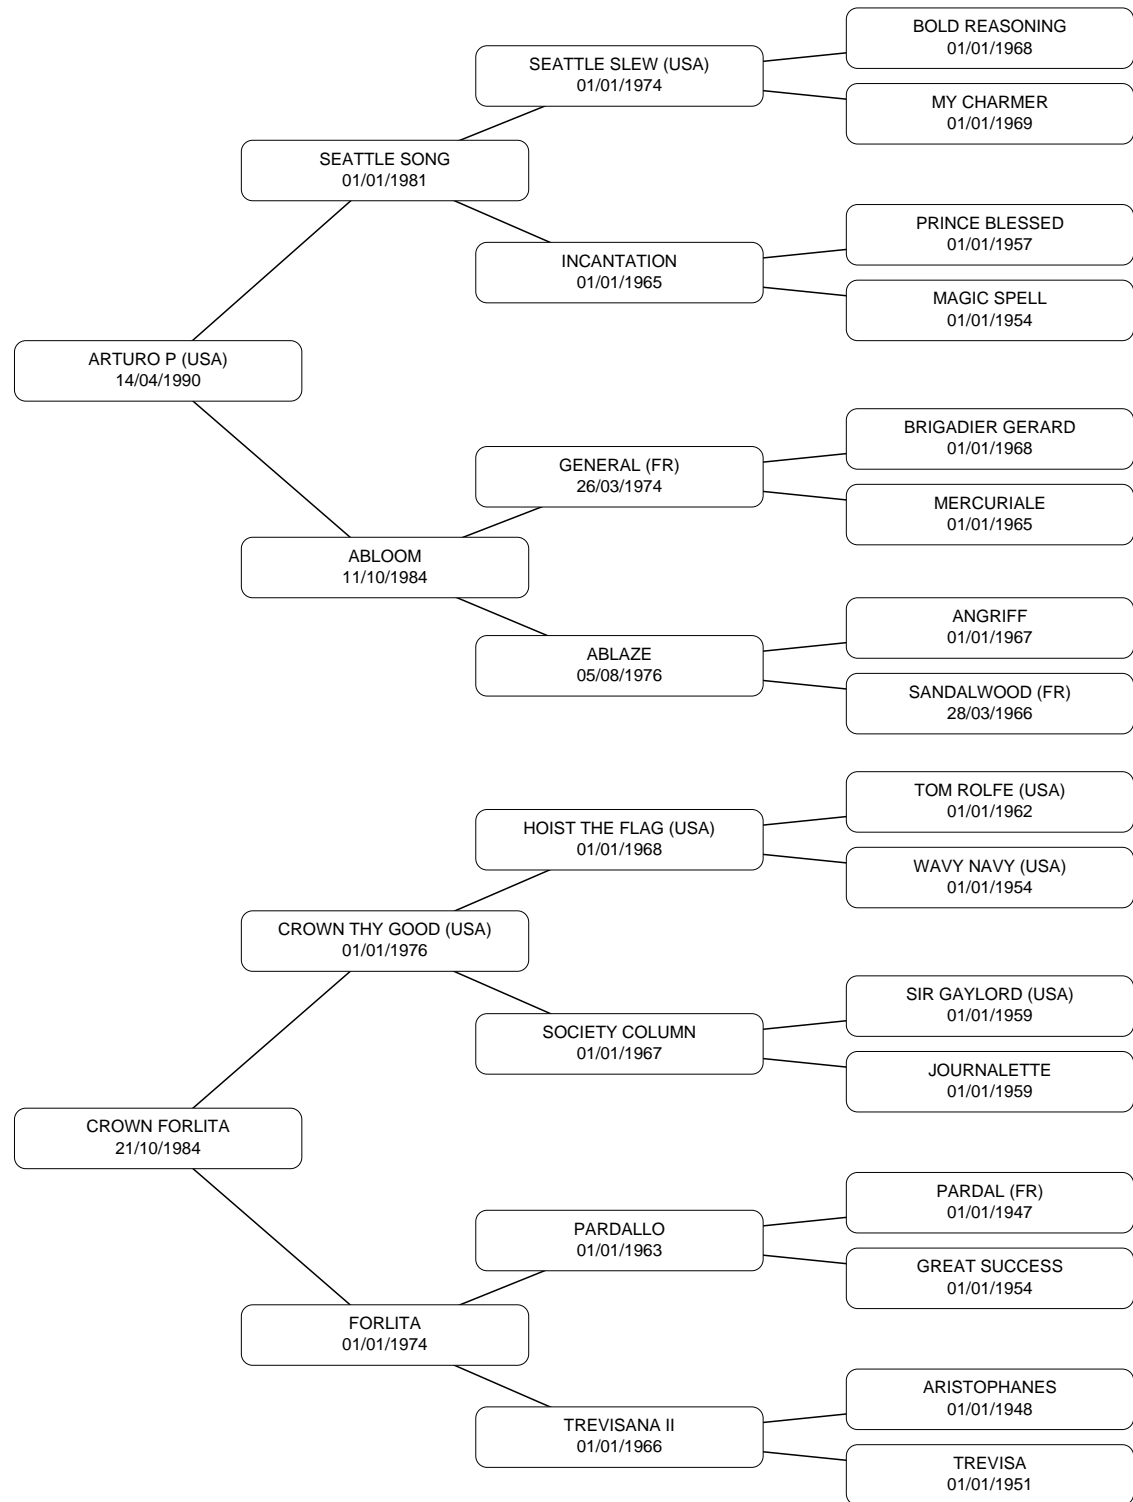 BOLD REASONING
01/01/1968
SEATTLE SLEW (USA)
01/01/1974
MY CHARMER
01/01/1969
SEATTLE SONG
01/01/1981
PRINCE BLESSED
01/01/1957
INCANTATION
01/01/1965
MAGIC SPELL
01/01/1954
ARTURO P (USA)
14/04/1990
BRIGADIER GERARD
01/01/1968
GENERAL (FR)
26/03/1974
MERCURIALE
01/01/1965
ABLOOM
11/10/1984
ANGRIFF
01/01/1967
ABLAZE
05/08/1976
SANDALWOOD (FR)
28/03/1966
TOM ROLFE (USA)
01/01/1962
HOIST THE FLAG (USA)
01/01/1968
WAVY NAVY (USA)
01/01/1954
CROWN THY GOOD (USA)
01/01/1976
SIR GAYLORD (USA)
01/01/1959
SOCIETY COLUMN
01/01/1967
JOURNALETTE
01/01/1959
CROWN FORLITA
21/10/1984
PARDAL (FR)
01/01/1947
PARDALLO
01/01/1963
GREAT SUCCESS
01/01/1954
FORLITA
01/01/1974
ARISTOPHANES
01/01/1948
TREVISANA II
01/01/1966
TREVISA
01/01/1951